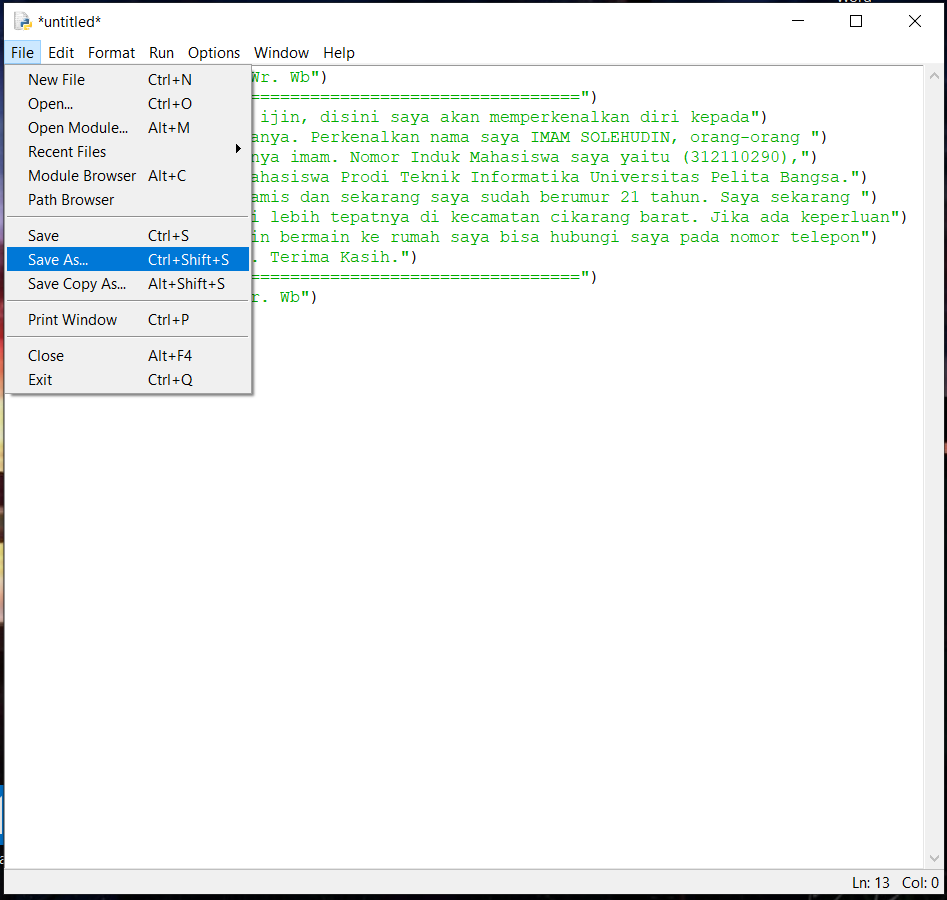 *untitled*
File Edit Format Run Options Window Help
New File Ctrl+N
Open... Ctrl+O
Open Module... Alt+M
Recent Files
Module Browser Alt+C
Path Browser
Save Ctrl+S
Save As... Ctrl+Shift+S
Save Copy As... Alt+Shift+S
Print Window Ctrl+P
Close Alt+F4
Exit Ctrl+Q
Wr. Wb")
=================================")
ijin, disini saya akan memperkenalkan diri kepada")
anya. Perkenalkan nama saya IMAM SOLEHUDIN, orang-orang ")
nya imam. Nomor Induk Mahasiswa saya yaitu (312110290),")
ahasiswa Prodi Teknik Informatika Universitas Pelita Bangsa.")
amis dan sekarang saya sudah berumur 21 tahun. Saya sekarang ")
i lebih tepatnya di kecamatan cikarang barat. Jika ada keperluan")
in bermain ke rumah saya bisa hubungi saya pada nomor telepon")
. Terima Kasih.")
=================================")
r. Wb")
Ln: 13 Col: 0